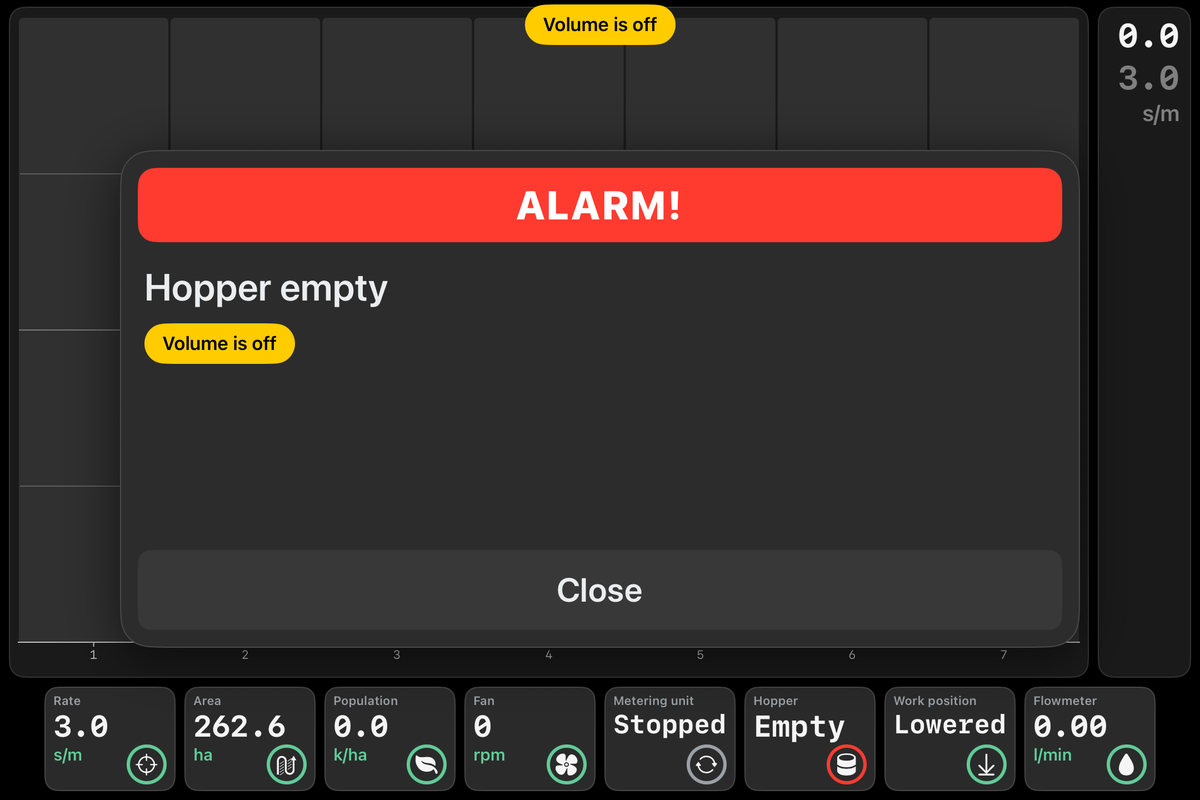 Volume is off
0.0
3.0
s/m
ALARM!
Hopper empty
Volume is off
Close
1 2 3 4 5 6 7
Rate
3.0
s/m
Area
262.6
ha
Population
0.0
k/ha
Fan
0
rpm
Metering unit
Stopped
Hopper
Empty
Work position
Lowered
Flowmeter
0.00
l/min